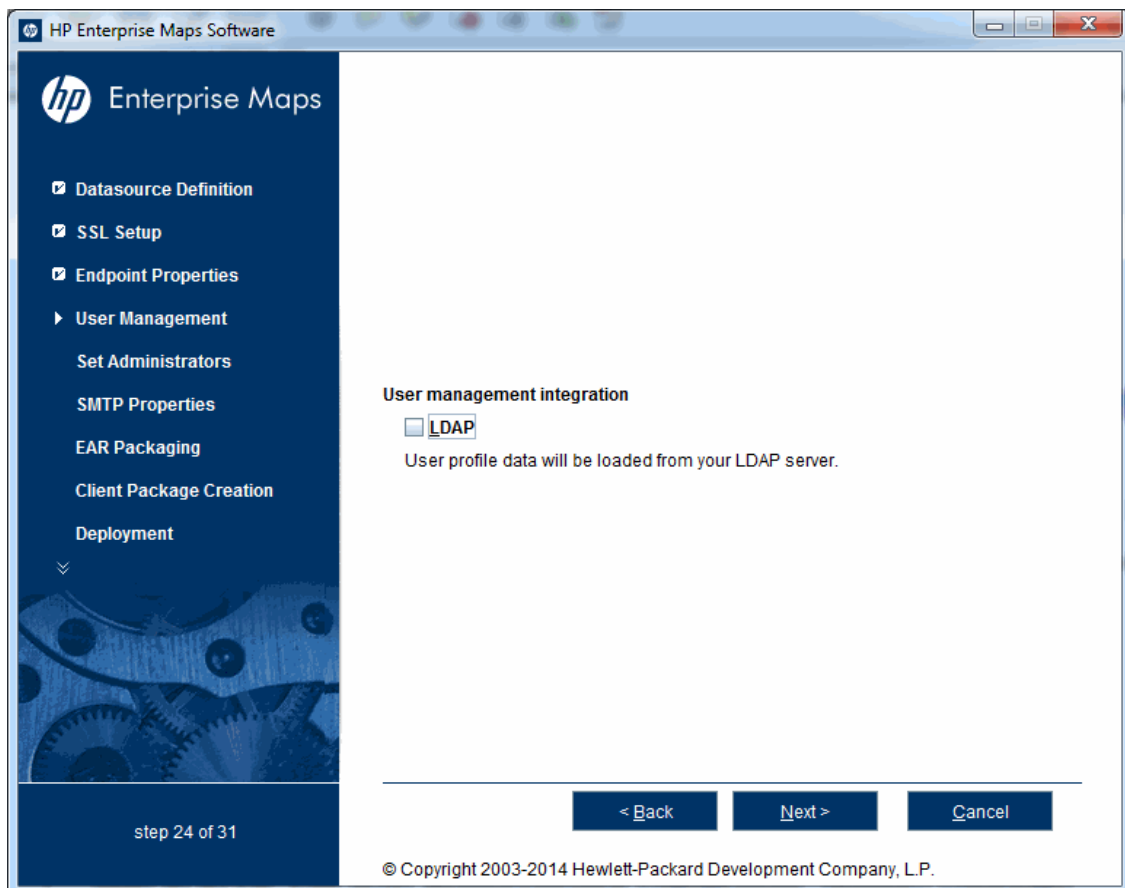 HP Enterprise Maps Software
hp Enterprise Maps
Datasource Definition
SSL Setup
Endpoint Properties
User Management
Set Administrators
SMTP Properties
EAR Packaging
Client Package Creation
Deployment
step 24 of 31
User management integration
LDAP
User profile data will be loaded from your LDAP server.
< Back Next > Cancel
© Copyright 2003-2014 Hewlett-Packard Development Company, L.P.